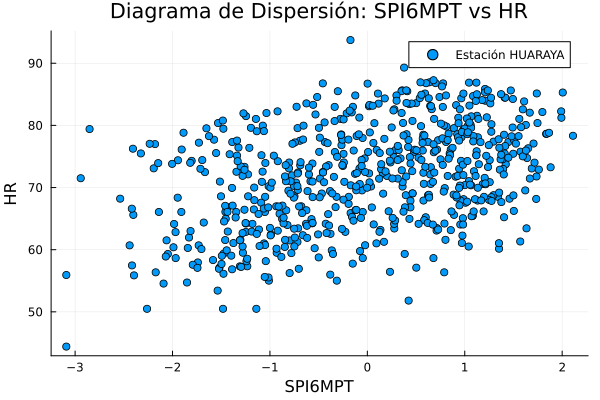 Diagrama de Dispersión: SPI6MPT vs HR
Estación HUARAYA
HR
90
80
70
60
50
−3
−2
−1
0
1
2
SPI6MPT